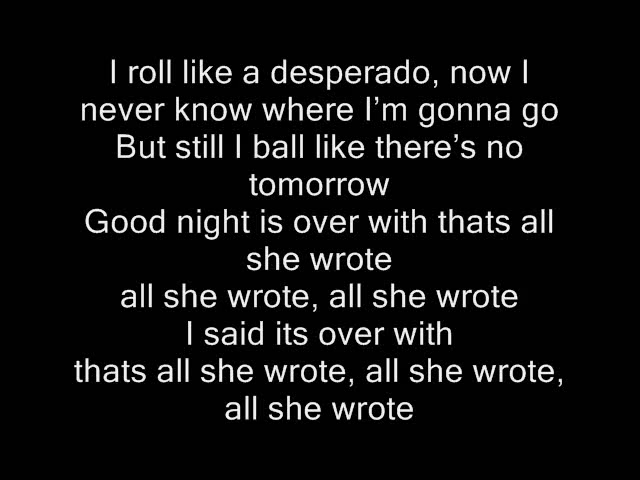 I roll like a desperado, now I
never know where I’m gonna go
But still I ball like there’s no
tomorrow
Good night is over with thats all
she wrote
all she wrote, all she wrote
I said its over with
thats all she wrote, all she wrote,
all she wrote